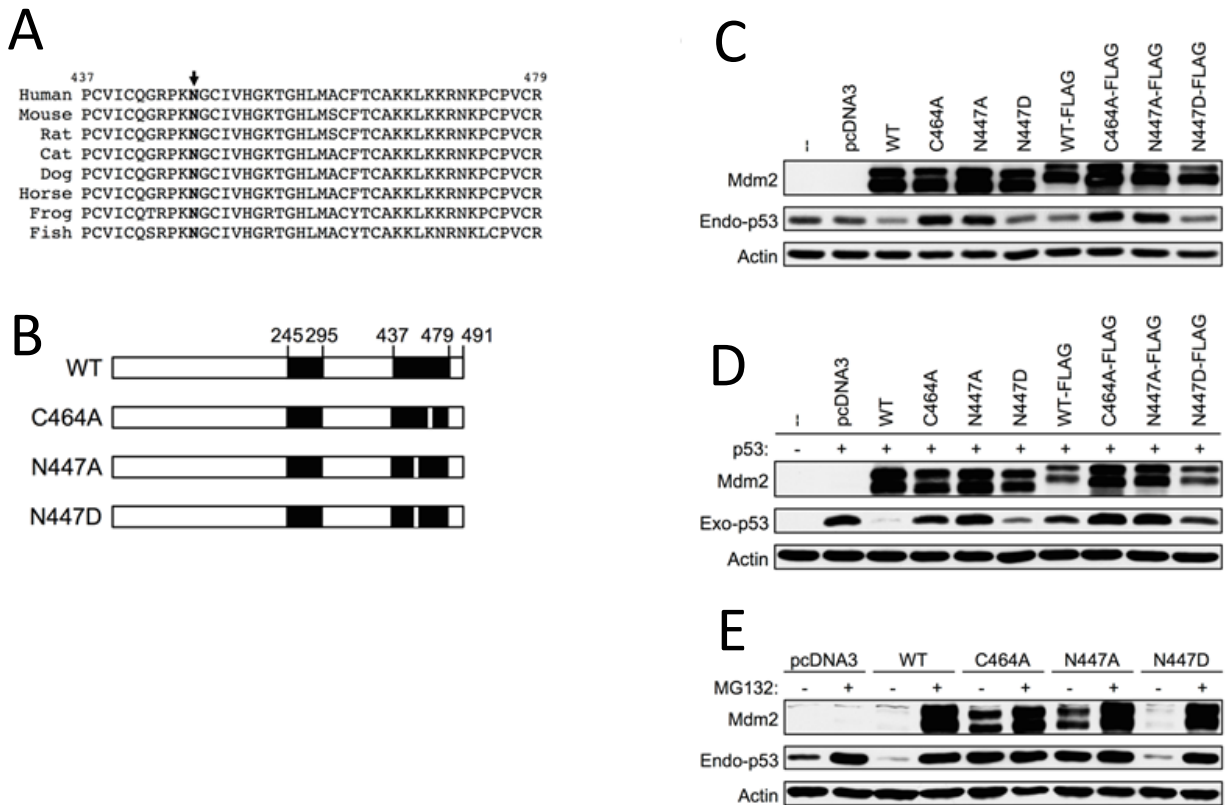 A
437 479
Human PCVICQGRPKNGCIVHGKTGHLMACFTCAKKLKKRNKPCPVCR
Mouse PCVICQGRPKNGCIVHGKTGHLMSCFTCAKKLKKRNKPCPVCR
Rat PCVICQGRPKNGCIVHGKTGHLMSCFTCAKKLKKRNKPCPVCR
Cat PCVICQGRPKNGCIVHGKTGHLMACFTCAKKLKKRNKPCPVCR
Dog PCVICQGRPKNGCIVHGKTGHLMACFTCAKKLKKRNKPCPVCR
Horse PCVICQGRPKNGCIVHGKTGHLMACFTCAKKLKKRNKPCPVCR
Frog PCVICQTRPKNGCIVHGRTGHLMACYTCAKKLKKRNKPCPVCR
Fish PCVICQSRPKNGCIVHGRTGHLMACYTCAKKLKNRNKLCPVCR
B
245 295 437 479 491
WT
C464A
N447A
N447D
C
-- pcDNA3 WT C464A N447A N447D WT-FLAG C464A-FLAG N447A-FLAG N447D-FLAG
Mdm2
Endo-p53
Actin
D
-- pcDNA3 WT C464A N447A N447D WT-FLAG C464A-FLAG N447A-FLAG N447D-FLAG
p53: - + + + + + + + + +
Mdm2
Exo-p53
Actin
E
pcDNA3 WT C464A N447A N447D
MG132: - + - + - + - + - +
Mdm2
Endo-p53
Actin